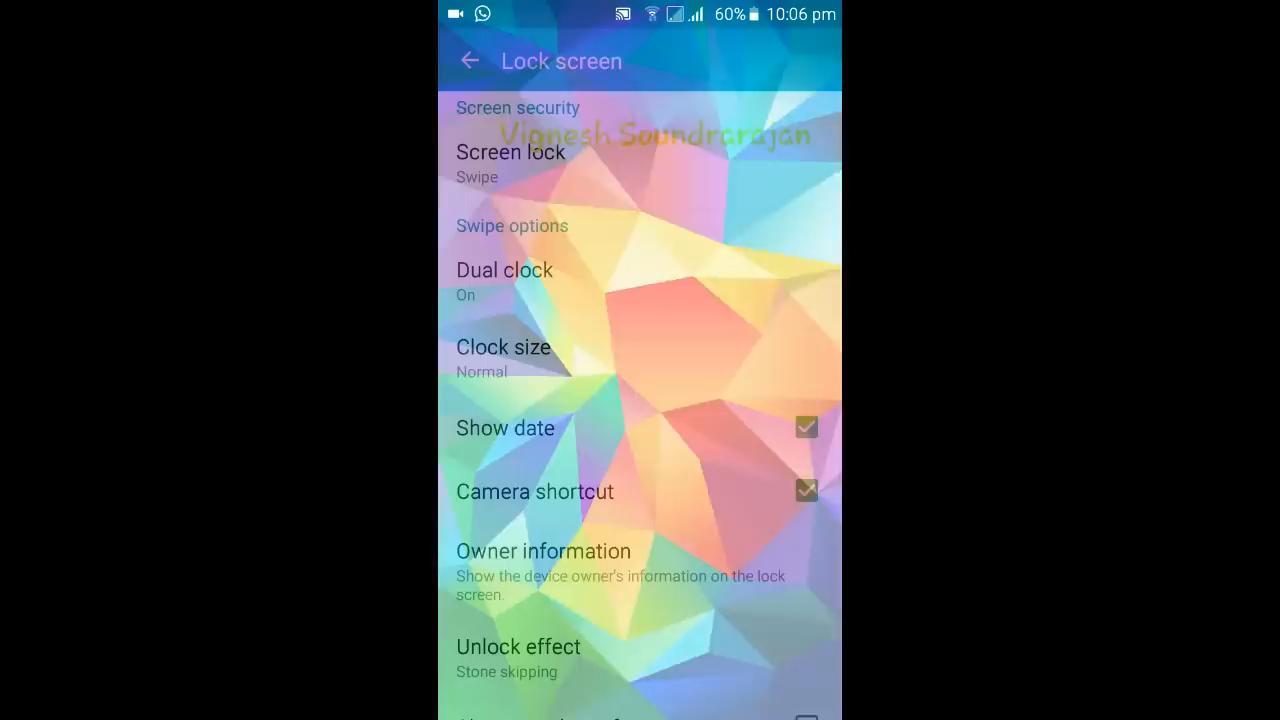 60% 10:06 pm
Lock screen
Screen security
Vignesh Soundrarajan
Screen lock
Swipe
Swipe options
Dual clock
On
Clock size
Normal
Show date
Camera shortcut
Owner information
Show the device owner's information on the lock
screen.
Unlock effect
Stone skipping